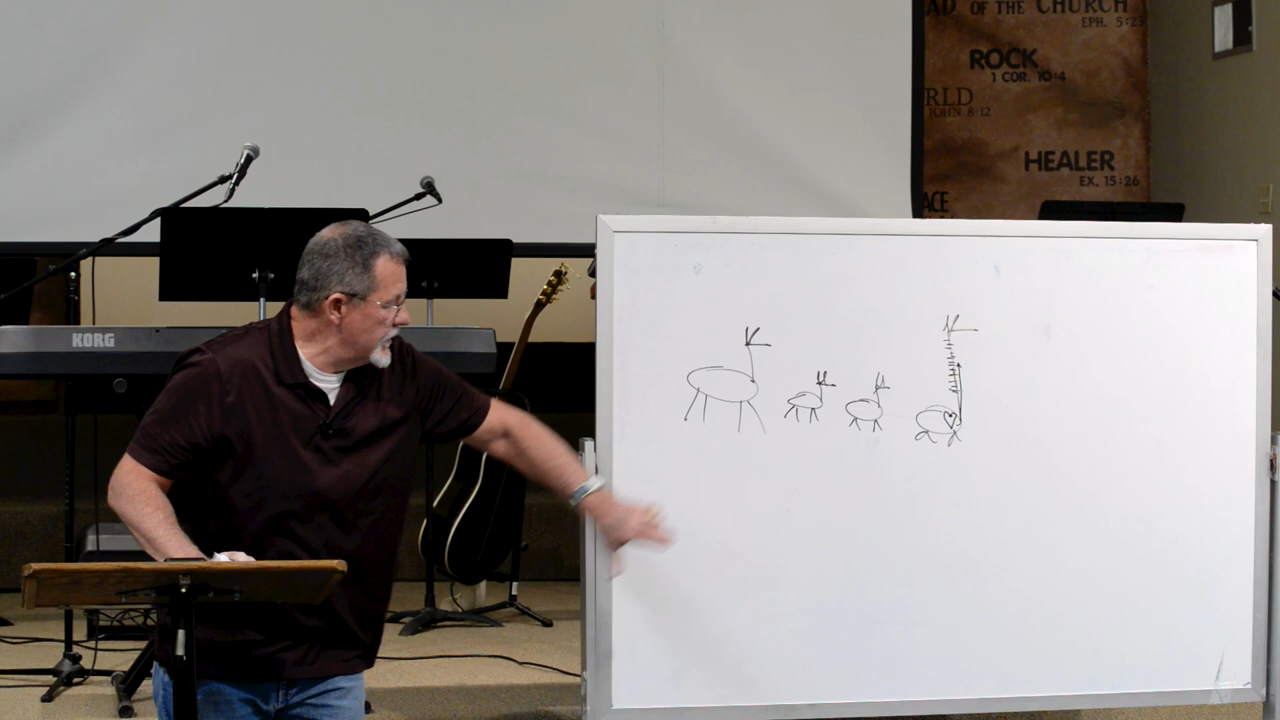 AD OF THE CHURCH
EPH. 5:23
ROCK
1 COR. 10:4
RLD
JOHN 8:12
HEALER
EX. 15:26
ACE
KORG